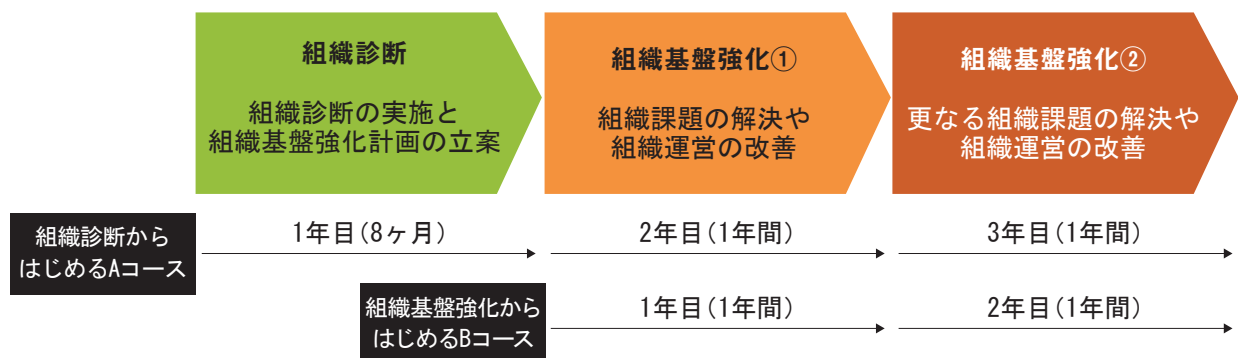 組織診断
組織診断の実施と
組織基盤強化計画の立案
組織基盤強化①
組織課題の解決や
組織運営の改善
組織基盤強化②
更なる組織課題の解決や
組織運営の改善
組織診断から
はじめるAコース
1年目(8ヶ月)
2年目(1年間)
3年目(1年間)
組織基盤強化から
はじめるBコース
1年目(1年間)
2年目(1年間)